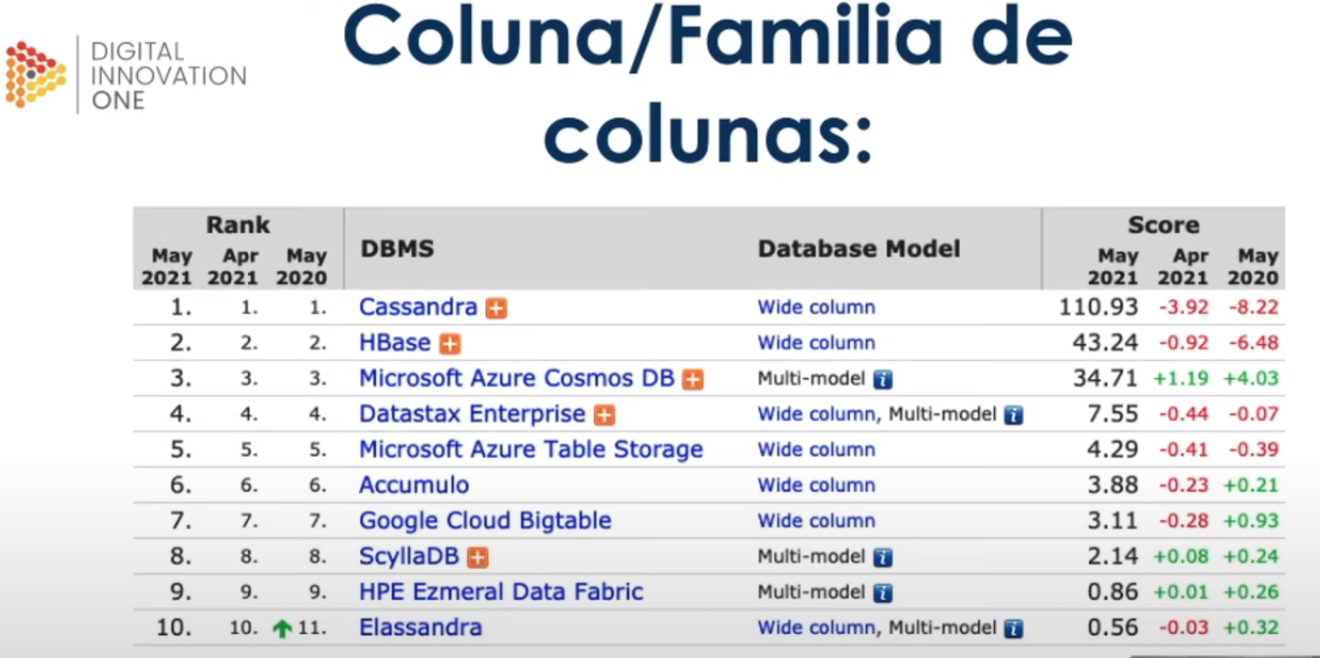 DIGITAL
INNOVATION
ONE
Coluna/Familia de
colunas:
Rank Score
May Apr May DBMS Database Model May Apr May
2021 2021 2020 2021 2021 2020
1. 1. 1. Cassandra Wide column 110.93 -3.92 -8.22
2. 2. 2. HBase Wide column 43.24 -0.92 -6.48
3. 3. 3. Microsoft Azure Cosmos DB Multi-model 34.71 +1.19 +4.03
4. 4. 4. Datastax Enterprise Wide column, Multi-model 7.55 -0.44 -0.07
5. 5. 5. Microsoft Azure Table Storage Wide column 4.29 -0.41 -0.39
6. 6. 6. Accumulo Wide column 3.88 -0.23 +0.21
7. 7. 7. Google Cloud Bigtable Wide column 3.11 -0.28 +0.93
8. 8. 8. ScyllaDB Multi-model 2.14 +0.08 +0.24
9. 9. 9. HPE Ezmeral Data Fabric Multi-model 0.86 +0.01 +0.26
10. 10. 11. Elassandra Wide column, Multi-model 0.56 -0.03 +0.32